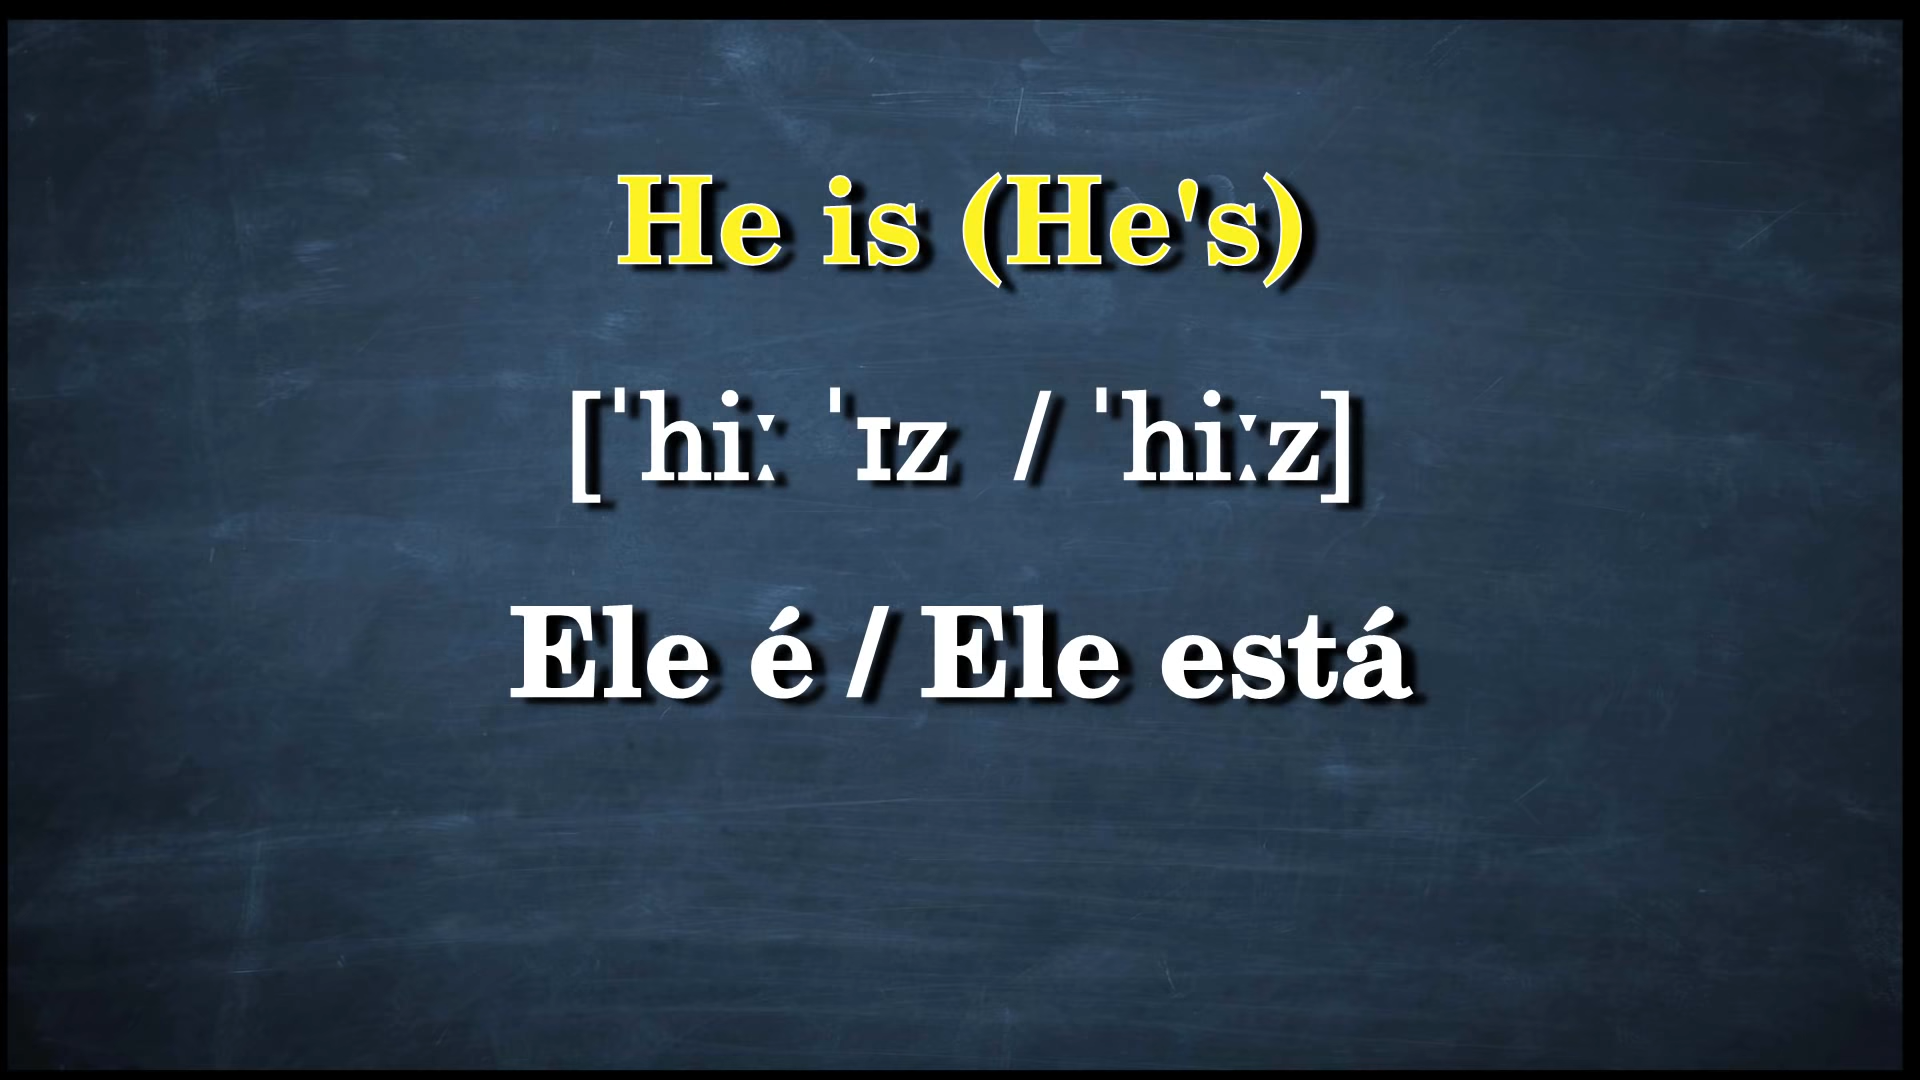 He is (He's)
[ˈhiː ˈɪz / ˈhiːz]
Ele é / Ele está